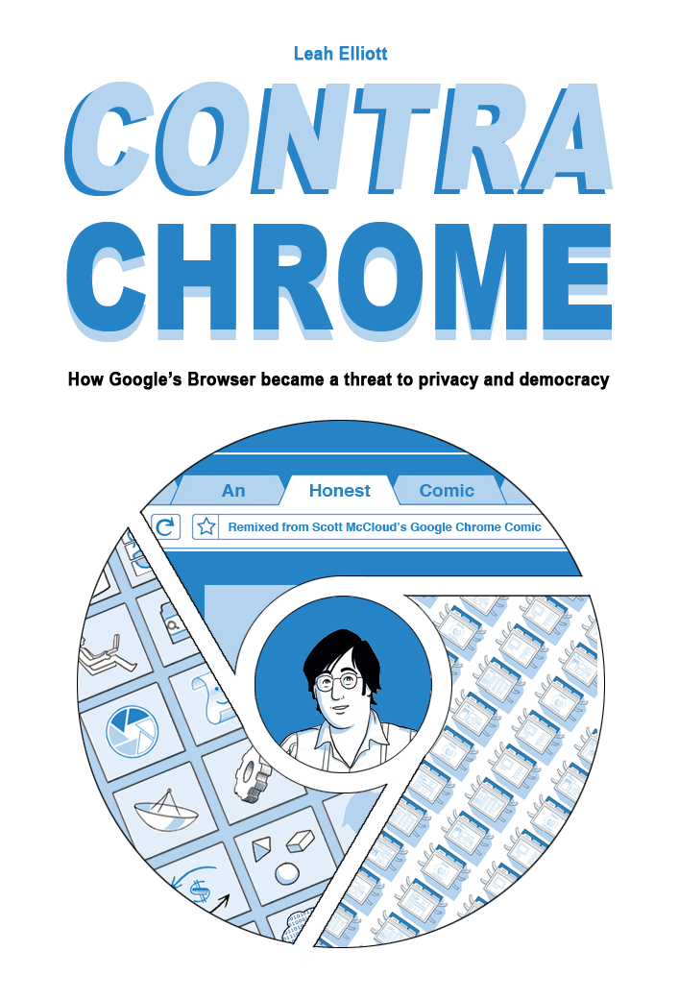 Leah Elliott
CONTRA
CHROME
How Google's Browser became a threat to privacy and democracy
An
Honest
Comic
Remixed from Scott McCloud's Google Chrome Comic
$